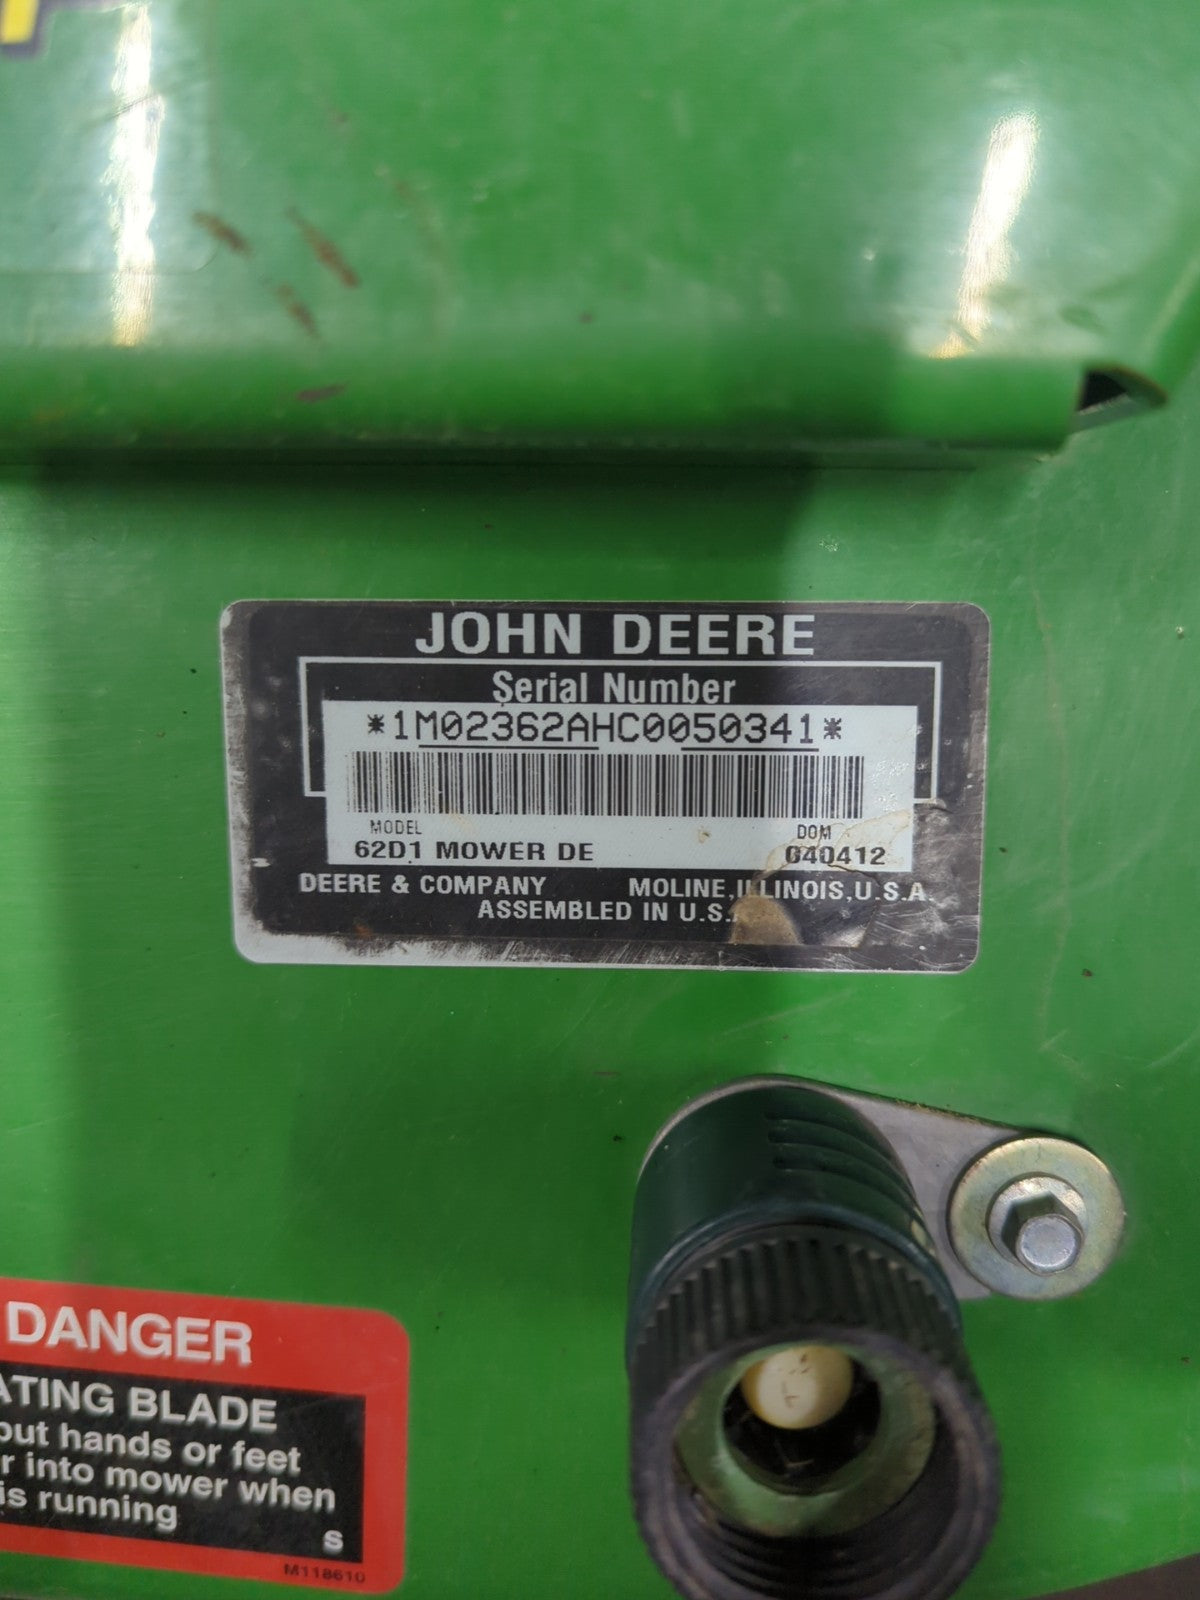 JOHN DEERE
Serial Number
*1M02362AHC0050341*
MODEL DOM
62D1 MOWER DE 040412
DEERE & COMPANY MOLINE, ILLINOIS, U.S.A.
ASSEMBLED IN U.S.
DANGER
ATING BLADE
put hands or feet
r into mower when
is running
S
M118610